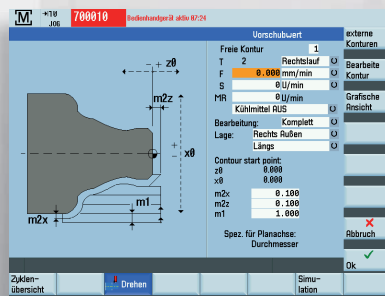 M
→10
JOG
700010
Bedienhandgerät aktiv 07:24
Vorschubwert
externe
Konturen
Freie Kontur 1
T 2 Rechtslauf
F 0.000 mm/min
S 0 U/min
MR 0 U/min
Kühlmittel AUS
Bearbeitung: Komplett
Lage: Rechts Außen
Längs
Contour start point:
z0 0.000
x0 0.000
m2x 0.100
m2z 0.100
m1 1.000
Spez. für Planachse:
Durchmesser
- + z0
m2z
+
x0
-
m1
m2x
Bearbeite
Kontur
Grafische
Ansicht
Abbruch
Ok
Zyklen-
übersicht
Drehen
Simu-
lation